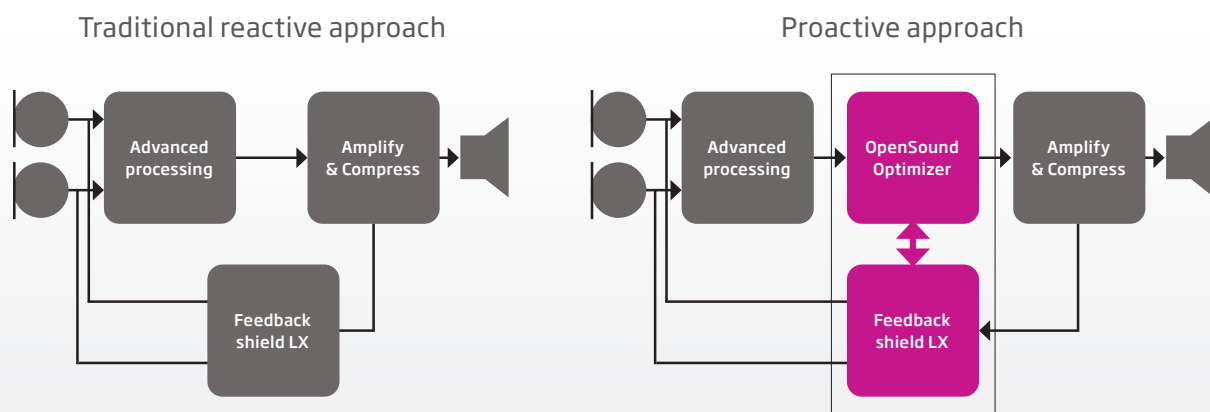 Traditional reactive approach
Advanced
processing
Amplify
& Compress
Feedback
shield LX
Proactive approach
Advanced
processing
OpenSound
Optimizer
Amplify
& Compress
Feedback
shield LX